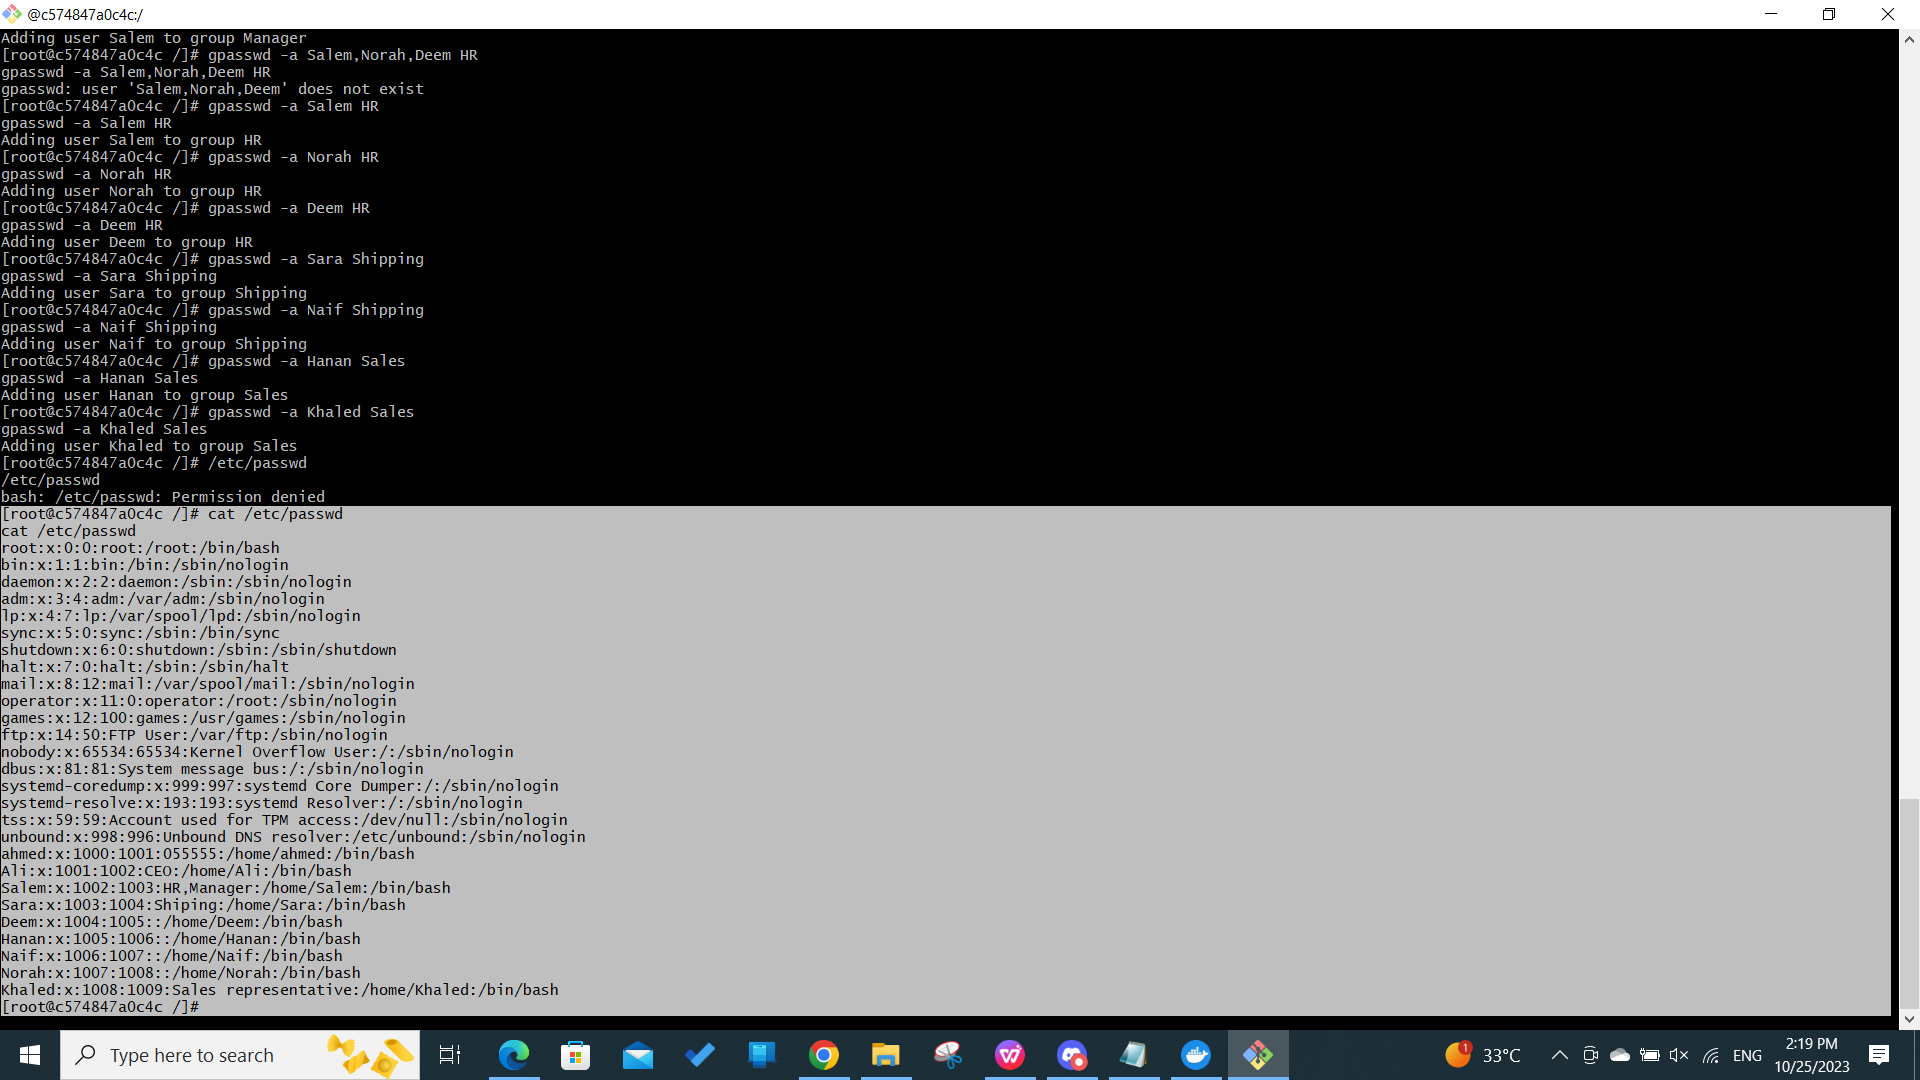 @c574847a0c4c:/
Adding user Salem to group Manager
[root@c574847a0c4c /]# gpasswd -a Salem,Norah,Deem HR
gpasswd -a Salem,Norah,Deem HR
gpasswd: user 'Salem,Norah,Deem' does not exist
[root@c574847a0c4c /]# gpasswd -a Salem HR
gpasswd -a Salem HR
Adding user Salem to group HR
[root@c574847a0c4c /]# gpasswd -a Norah HR
gpasswd -a Norah HR
Adding user Norah to group HR
[root@c574847a0c4c /]# gpasswd -a Deem HR
gpasswd -a Deem HR
Adding user Deem to group HR
[root@c574847a0c4c /]# gpasswd -a Sara Shipping
gpasswd -a Sara Shipping
Adding user Sara to group Shipping
[root@c574847a0c4c /]# gpasswd -a Naif Shipping
gpasswd -a Naif Shipping
Adding user Naif to group Shipping
[root@c574847a0c4c /]# gpasswd -a Hanan Sales
gpasswd -a Hanan Sales
Adding user Hanan to group Sales
[root@c574847a0c4c /]# gpasswd -a Khaled Sales
gpasswd -a Khaled Sales
Adding user Khaled to group Sales
[root@c574847a0c4c /]# /etc/passwd
/etc/passwd
bash: /etc/passwd: Permission denied
[root@c574847a0c4c /]# cat /etc/passwd
cat /etc/passwd
root:x:0:0:root:/root:/bin/bash
bin:x:1:1:bin:/bin:/sbin/nologin
daemon:x:2:2:daemon:/sbin:/sbin/nologin
adm:x:3:4:adm:/var/adm:/sbin/nologin
lp:x:4:7:lp:/var/spool/lpd:/sbin/nologin
sync:x:5:0:sync:/sbin:/bin/sync
shutdown:x:6:0:shutdown:/sbin:/sbin/shutdown
halt:x:7:0:halt:/sbin:/sbin/halt
mail:x:8:12:mail:/var/spool/mail:/sbin/nologin
operator:x:11:0:operator:/root:/sbin/nologin
games:x:12:100:games:/usr/games:/sbin/nologin
ftp:x:14:50:FTP User:/var/ftp:/sbin/nologin
nobody:x:65534:65534:Kernel Overflow User:/:/sbin/nologin
dbus:x:81:81:System message bus:/:/sbin/nologin
systemd-coredump:x:999:997:systemd Core Dumper:/:/sbin/nologin
systemd-resolve:x:193:193:systemd Resolver:/:/sbin/nologin
tss:x:59:59:Account used for TPM access:/dev/null:/sbin/nologin
unbound:x:998:996:Unbound DNS resolver:/etc/unbound:/sbin/nologin
ahmed:x:1000:1001:055555:/home/ahmed:/bin/bash
Ali:x:1001:1002:CEO:/home/Ali:/bin/bash
Salem:x:1002:1003:HR,Manager:/home/Salem:/bin/bash
Sara:x:1003:1004:Shiping:/home/Sara:/bin/bash
Deem:x:1004:1005::/home/Deem:/bin/bash
Hanan:x:1005:1006::/home/Hanan:/bin/bash
Naif:x:1006:1007::/home/Naif:/bin/bash
Norah:x:1007:1008::/home/Norah:/bin/bash
Khaled:x:1008:1009:Sales representative:/home/Khaled:/bin/bash
[root@c574847a0c4c /]#
Type here to search
1
33°C
ENG
2:19 PM
10/25/2023